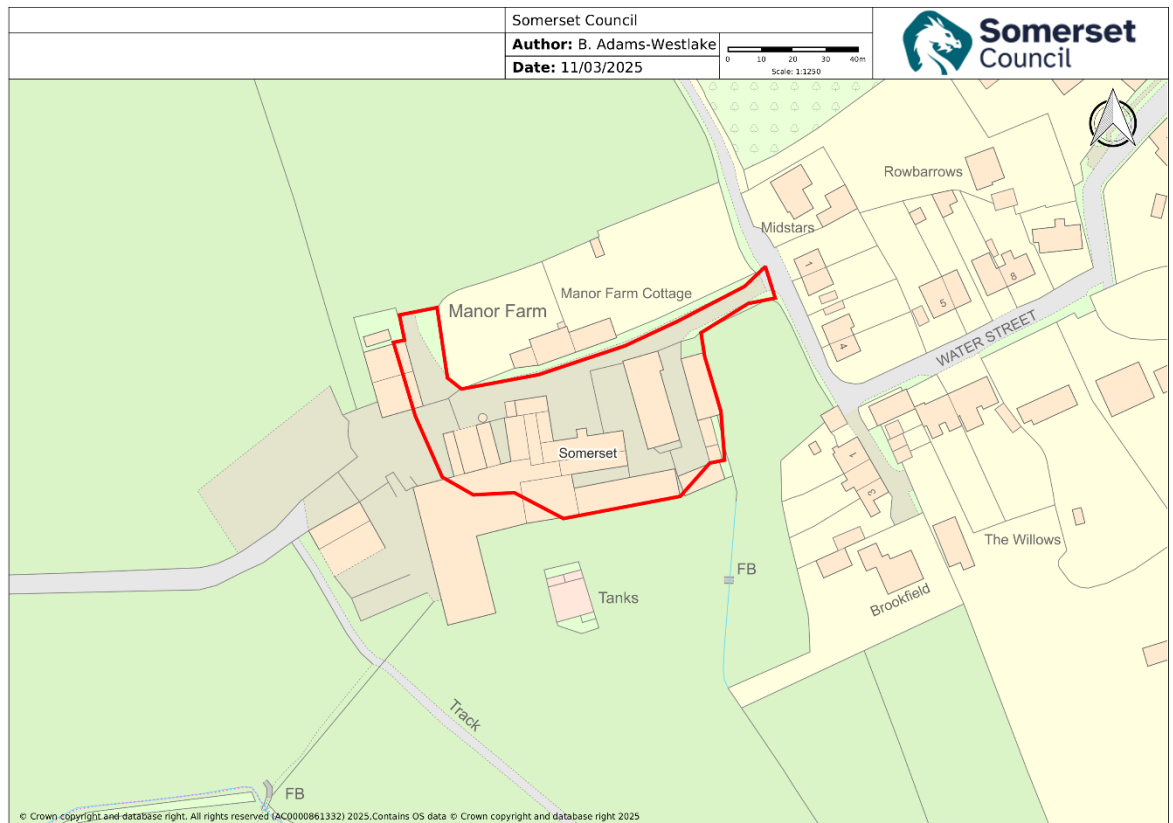 Somerset Council
Author: B. Adams-Westlake
Date: 11/03/2025
0 10 20 30 40m
Scale: 1:1250
Somerset
Council
Rowbarrows
Midstars
1
8
Manor Farm Cottage
Manor Farm
5
4
WATER STREET
Somerset
1
3
The Willows
FB
Tanks
Brookfield
Track
FB
© Crown copyright and database right. All rights reserved (AC0000861332) 2025.Contains OS data © Crown copyright and database right 2025